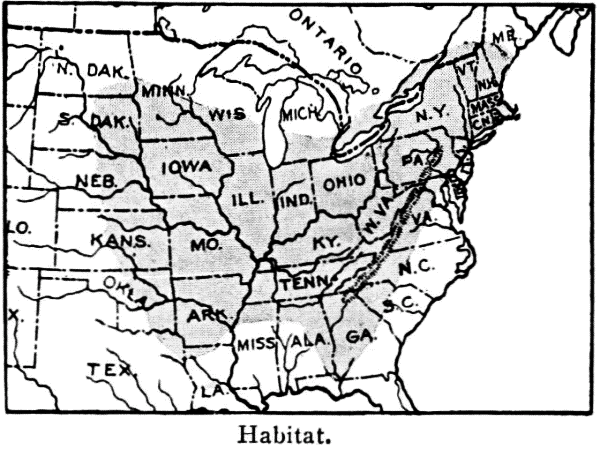 ONTARIO
ME.
N. DAK.
MINN.
VT.
N.H.
WIS
MICH.
N.Y.
MASS
S. DAK.
IOWA
PA.
NEB.
ILL.
IND.
OHIO
W.VA.
VA.
LO.
KANS.
MO.
KY.
N.C.
TENN.
OKLA.
S.C.
X.
ARK.
MISS
ALA.
GA.
TEX.
LA.
Habitat.